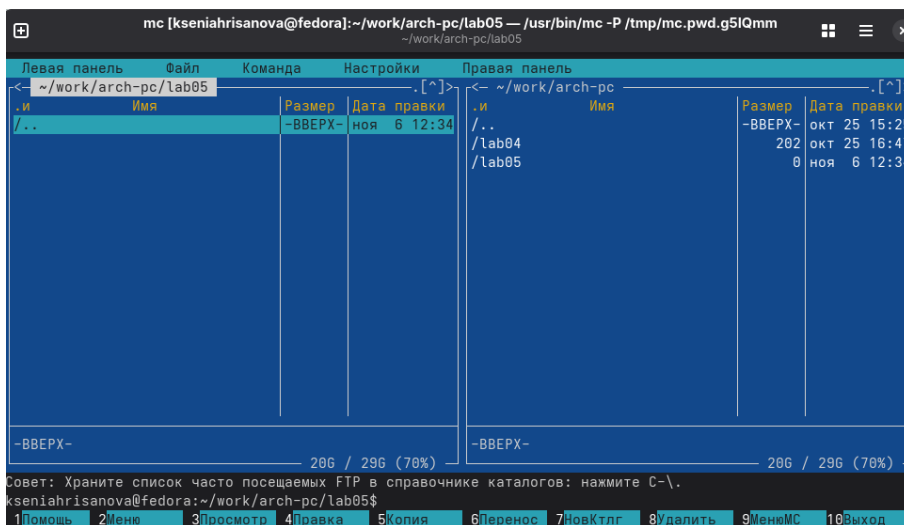 mc [kseniahrisanova@fedora]:~/work/arch-pc/lab05 — /usr/bin/mc -P /tmp/mc.pwd.g5IQmm
~/work/arch-pc/lab05
Левая панель Файл Команда Настройки Правая панель
<— ~/work/arch-pc/lab05 .[^]> <— ~/work/arch-pc .[^]
.и Имя Размер Дата правки .и Имя Размер Дата правки
/.. -ВВЕРХ- ноя 6 12:34 /.. -ВВЕРХ- окт 25 15:2
/lab04 202 окт 25 16:4
/lab05 0 ноя 6 12:3
-ВВЕРХ- -ВВЕРХ-
20G / 29G (70%) 20G / 29G (70%)
Совет: Храните список часто посещаемых FTP в справочнике каталогов: нажмите C-\.
kseniahrisanova@fedora:~/work/arch-pc/lab05$
1Помощь 2Меню 3Просмотр 4Правка 5Копия 6Перенос 7НовКтлг 8Удалить 9МенюMC 10Выход